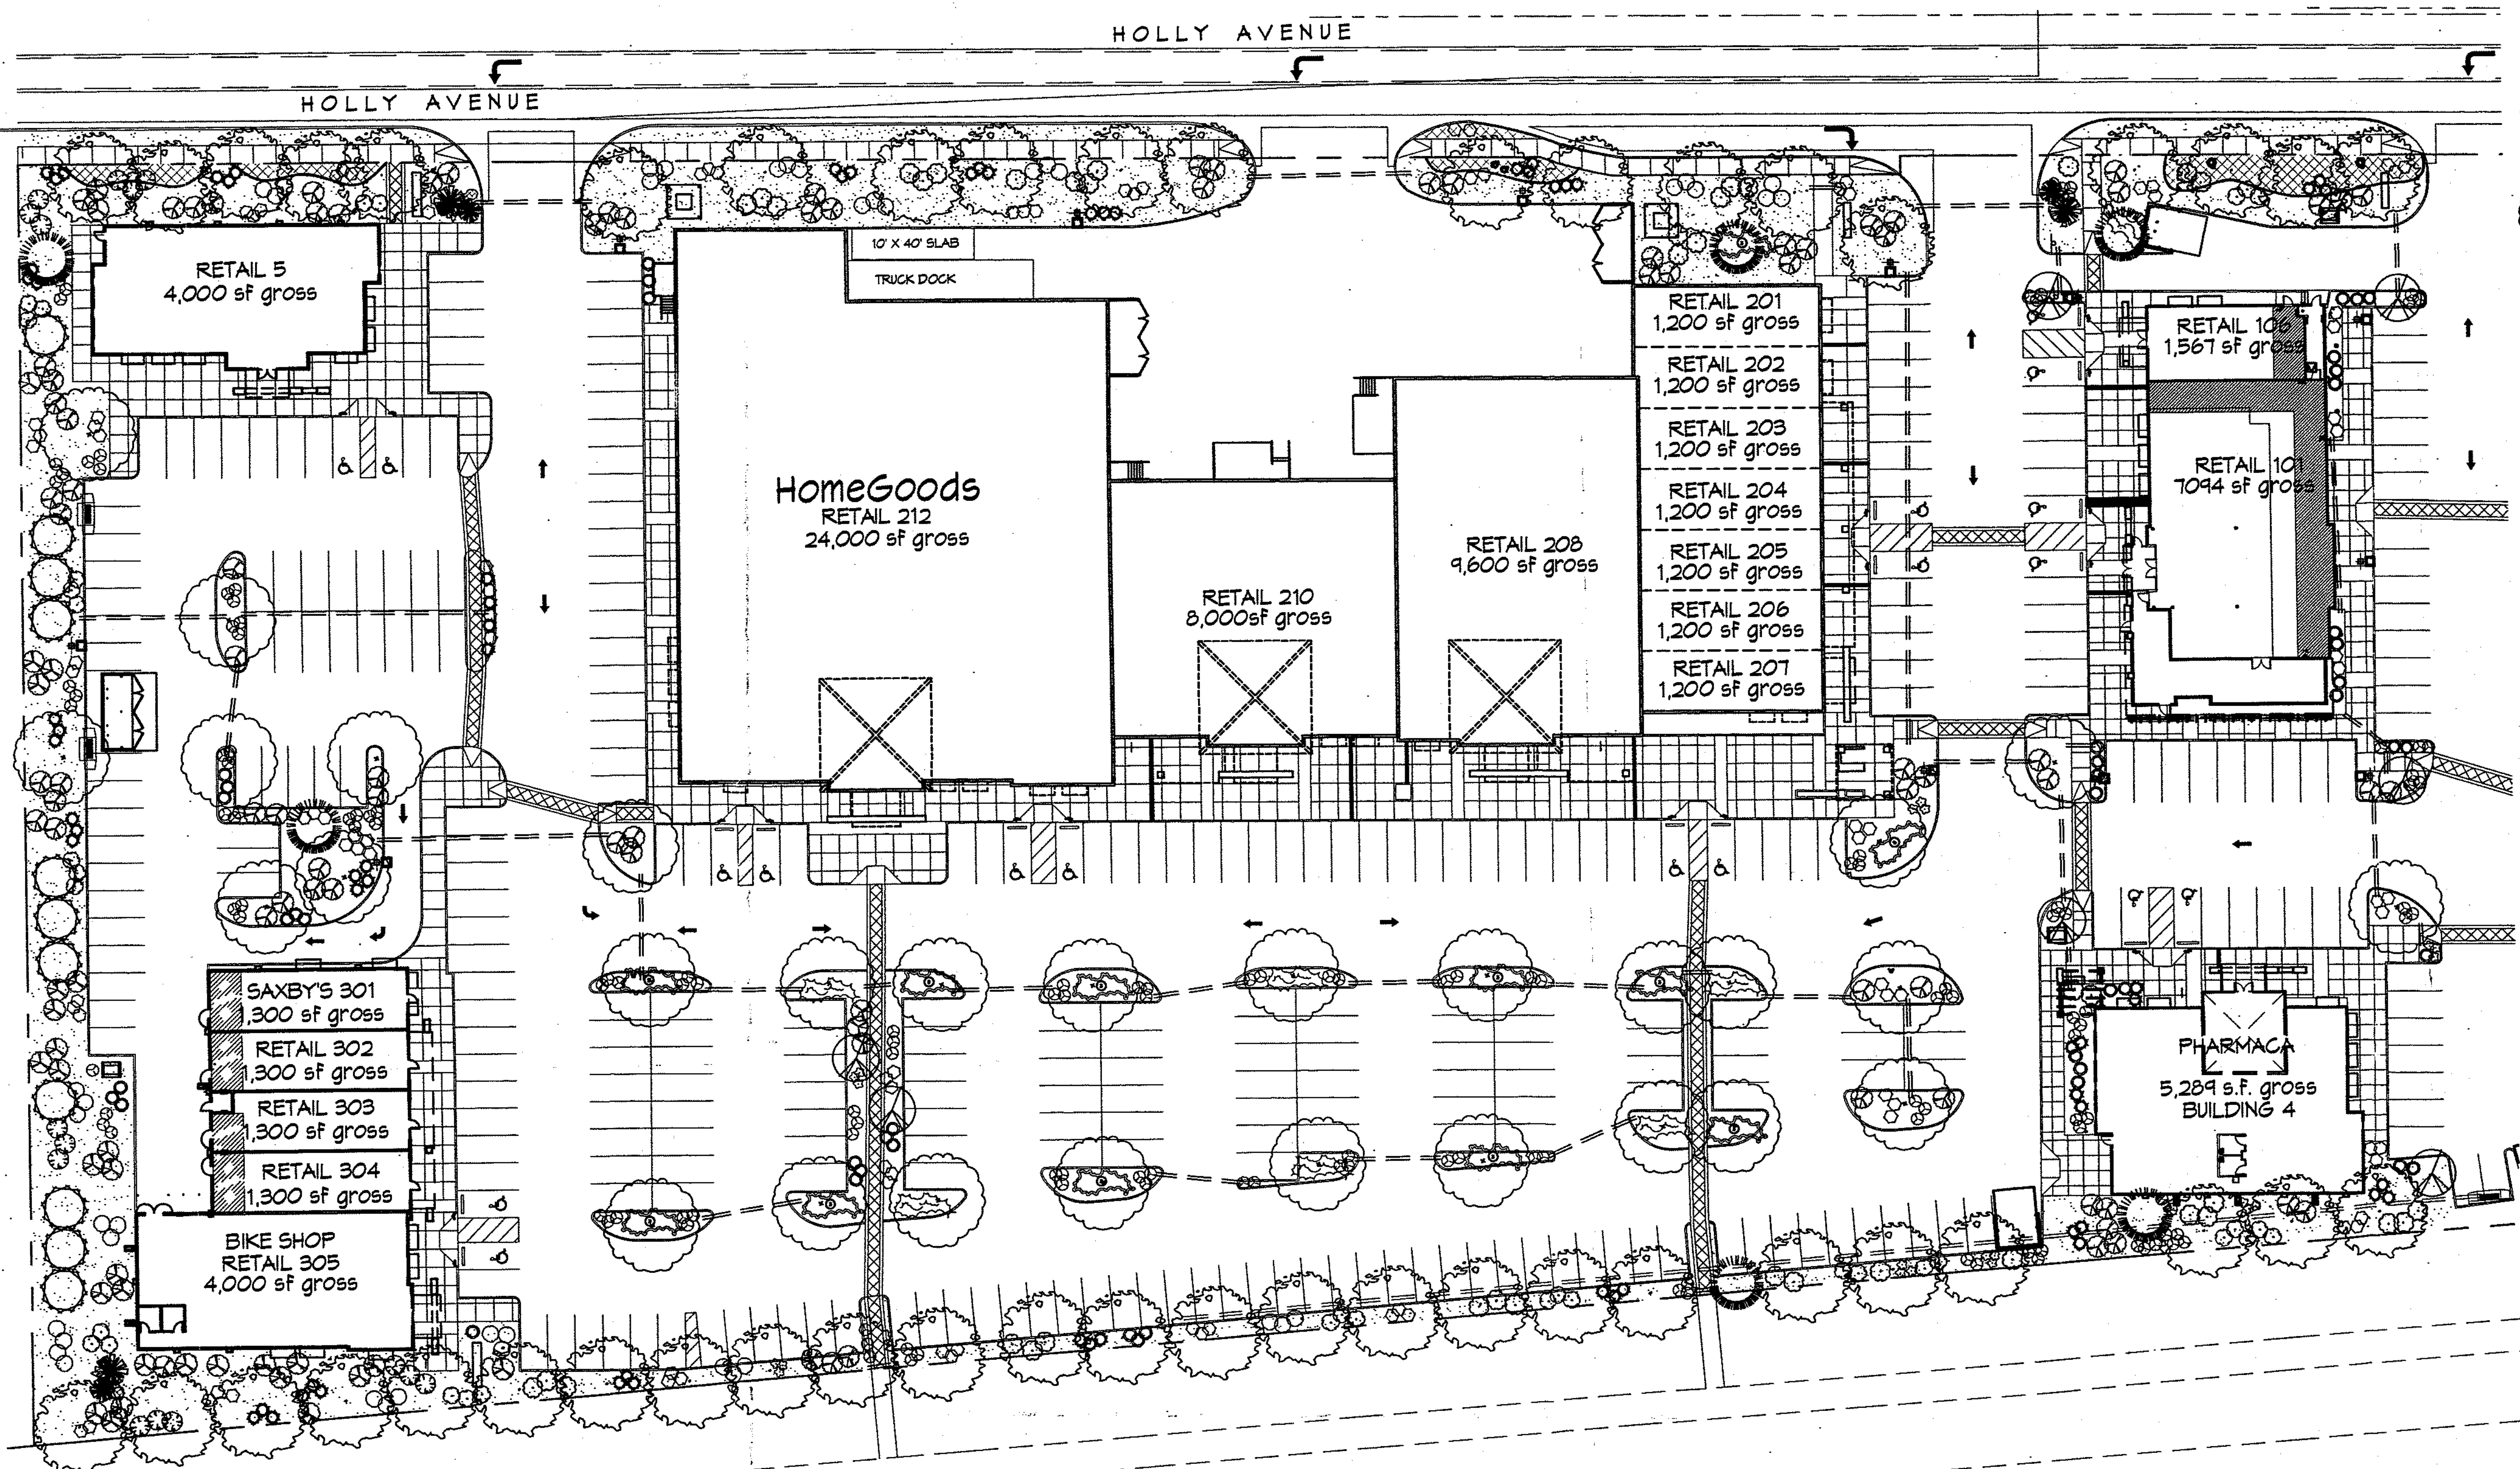 HOLLY AVENUE
HOLLY AVENUE
RETAIL 5
4,000 sf gross
10' X 40' SLAB
TRUCK DOCK
HomeGoods
RETAIL 212
24,000 sf gross
RETAIL 210
8,000sf gross
RETAIL 208
9,600 sf gross
RETAIL 201
1,200 sf gross
RETAIL 202
1,200 sf gross
RETAIL 203
1,200 sf gross
RETAIL 204
1,200 sf gross
RETAIL 205
1,200 sf gross
RETAIL 206
1,200 sf gross
RETAIL 207
1,200 sf gross
RETAIL 106
1,567 sf gross
RETAIL 101
7094 sf gross
SAXBY'S 301
1,300 sf gross
RETAIL 302
1,300 sf gross
RETAIL 303
1,300 sf gross
RETAIL 304
1,300 sf gross
BIKE SHOP
RETAIL 305
4,000 sf gross
PHARMACA
5,289 s.f. gross
BUILDING 4